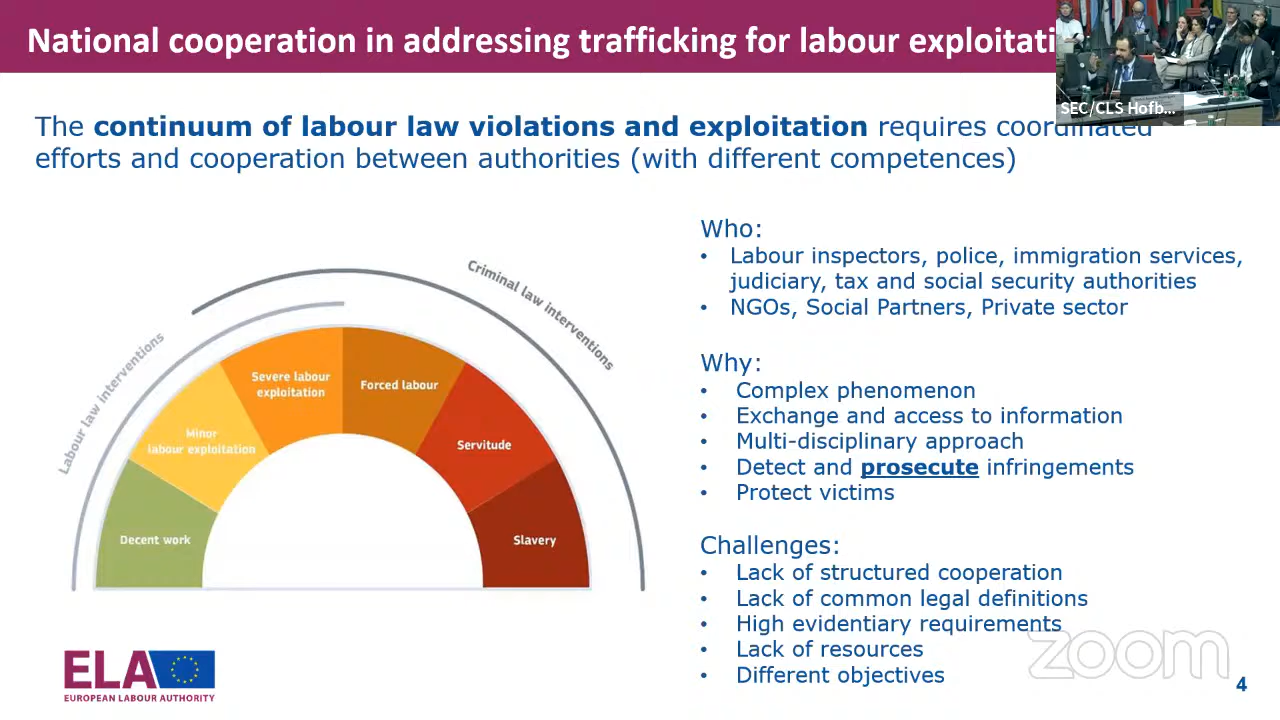 National cooperation in addressing trafficking for labour exploitati
SEC/CLS Hofb...
The continuum of labour law violations and exploitation requires coordinated
efforts and cooperation between authorities (with different competences)
Labour law interventions
Criminal law interventions
Decent work
Minor
labour exploitation
Severe labour
exploitation
Forced labour
Servitude
Slavery
Who:
• Labour inspectors, police, immigration services,
judiciary, tax and social security authorities
• NGOs, Social Partners, Private sector
Why:
• Complex phenomenon
• Exchange and access to information
• Multi-disciplinary approach
• Detect and prosecute infringements
• Protect victims
Challenges:
• Lack of structured cooperation
• Lack of common legal definitions
• High evidentiary requirements
• Lack of resources
• Different objectives
ELA
EUROPEAN LABOUR AUTHORITY
zoom
4